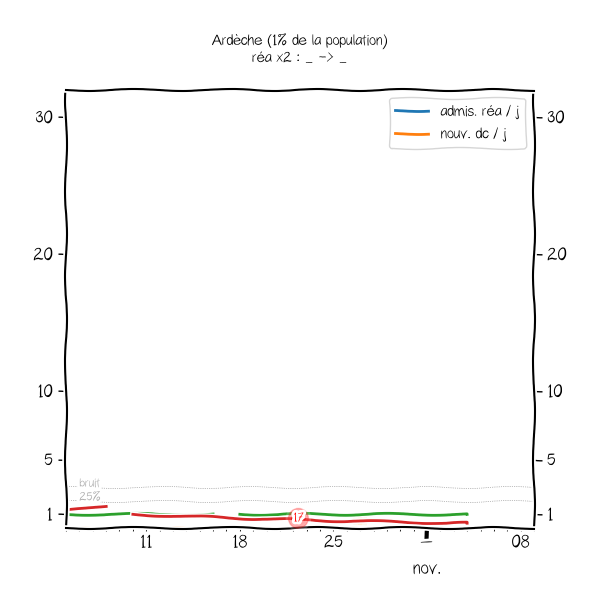 Ardèche (1% de la population)
réa x2 : _ -> _
admis. réa / j
nouv. dc / j
30
30
20
20
10
10
5
5
bruit
25%
1
17
1
11
18
25
_
08
nov.